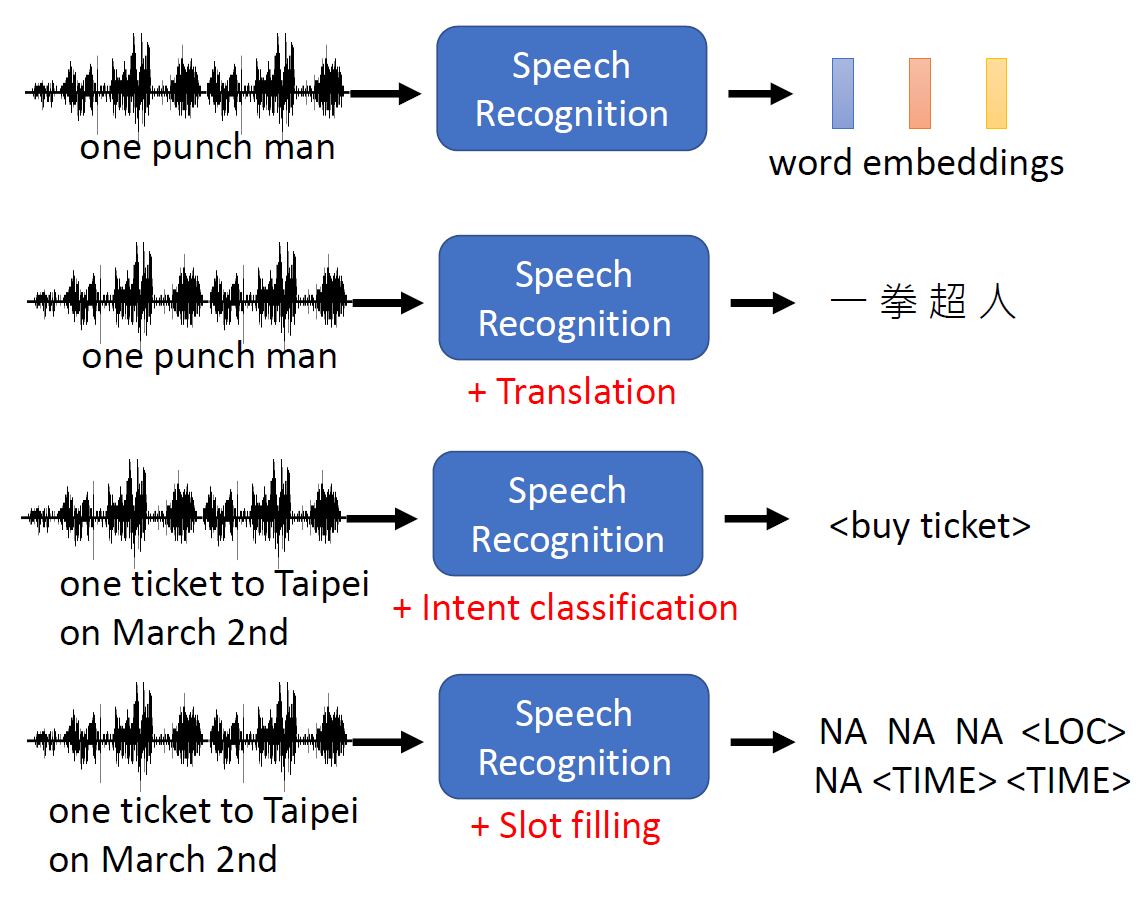 Speech
Recognition
one punch man
word embeddings
Speech
Recognition
一 拳 超 人
one punch man
+ Translation
Speech
Recognition
<buy ticket>
one ticket to Taipei
on March 2nd
+ Intent classification
Speech
Recognition
NA NA NA <LOC>
NA <TIME> <TIME>
one ticket to Taipei
on March 2nd
+ Slot filling